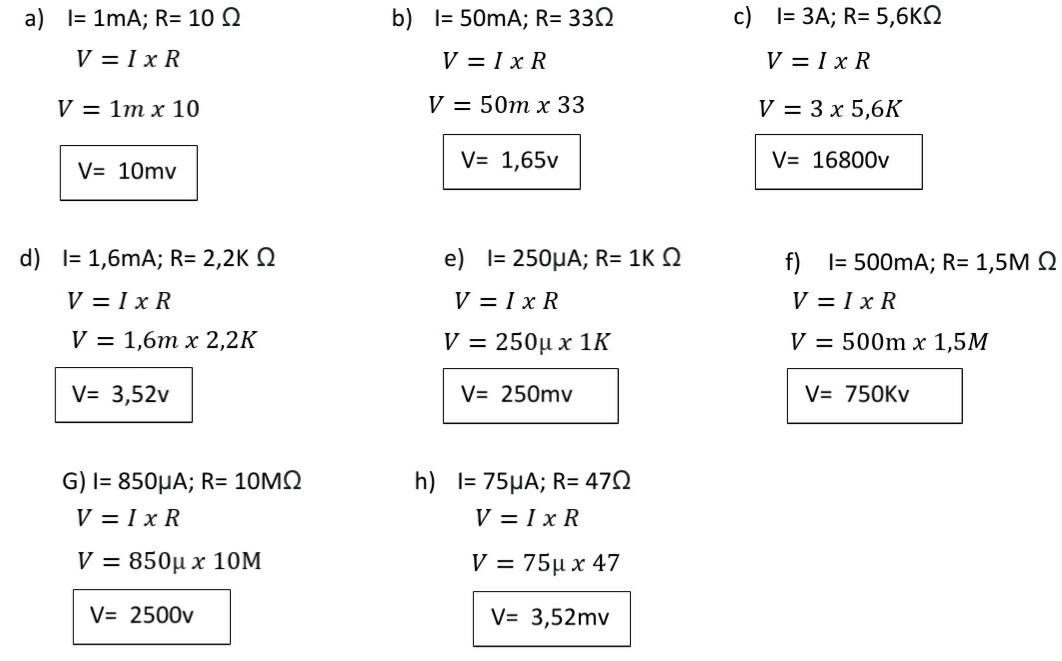 a) I= 1mA; R= 10 Ω
V = I x R
V = 1m x 10
V= 10mv
b) I= 50mA; R= 33Ω
V = I x R
V = 50m x 33
V= 1,65v
c) I= 3A; R= 5,6KΩ
V = I x R
V = 3 x 5,6K
V= 16800v
d) I= 1,6mA; R= 2,2K Ω
V = I x R
V = 1,6m x 2,2K
V= 3,52v
e) I= 250µA; R= 1K Ω
V = I x R
V = 250µ x 1K
V= 250mv
f) I= 500mA; R= 1,5M Ω
V = I x R
V = 500m x 1,5M
V= 750Kv
G) I= 850µA; R= 10MΩ
V = I x R
V = 850µ x 10M
V= 2500v
h) I= 75µA; R= 47Ω
V = I x R
V = 75µ x 47
V= 3,52mv